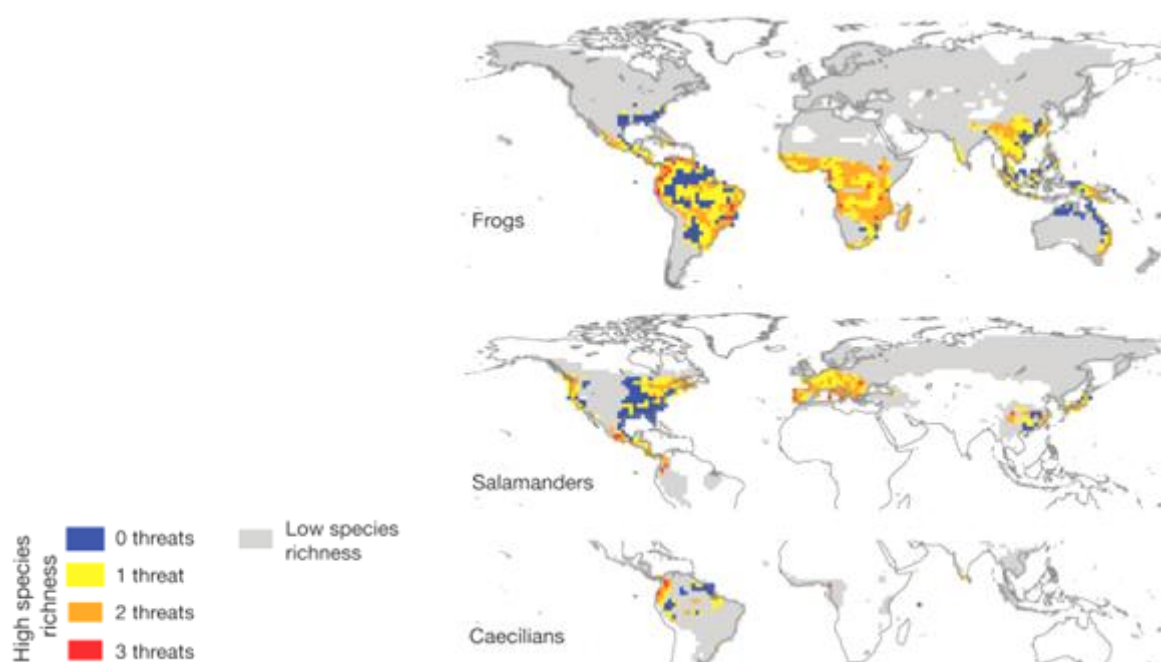 Frogs
Salamanders
Caecilians
High species
richness
0 threats
1 threat
2 threats
3 threats
Low species
richness